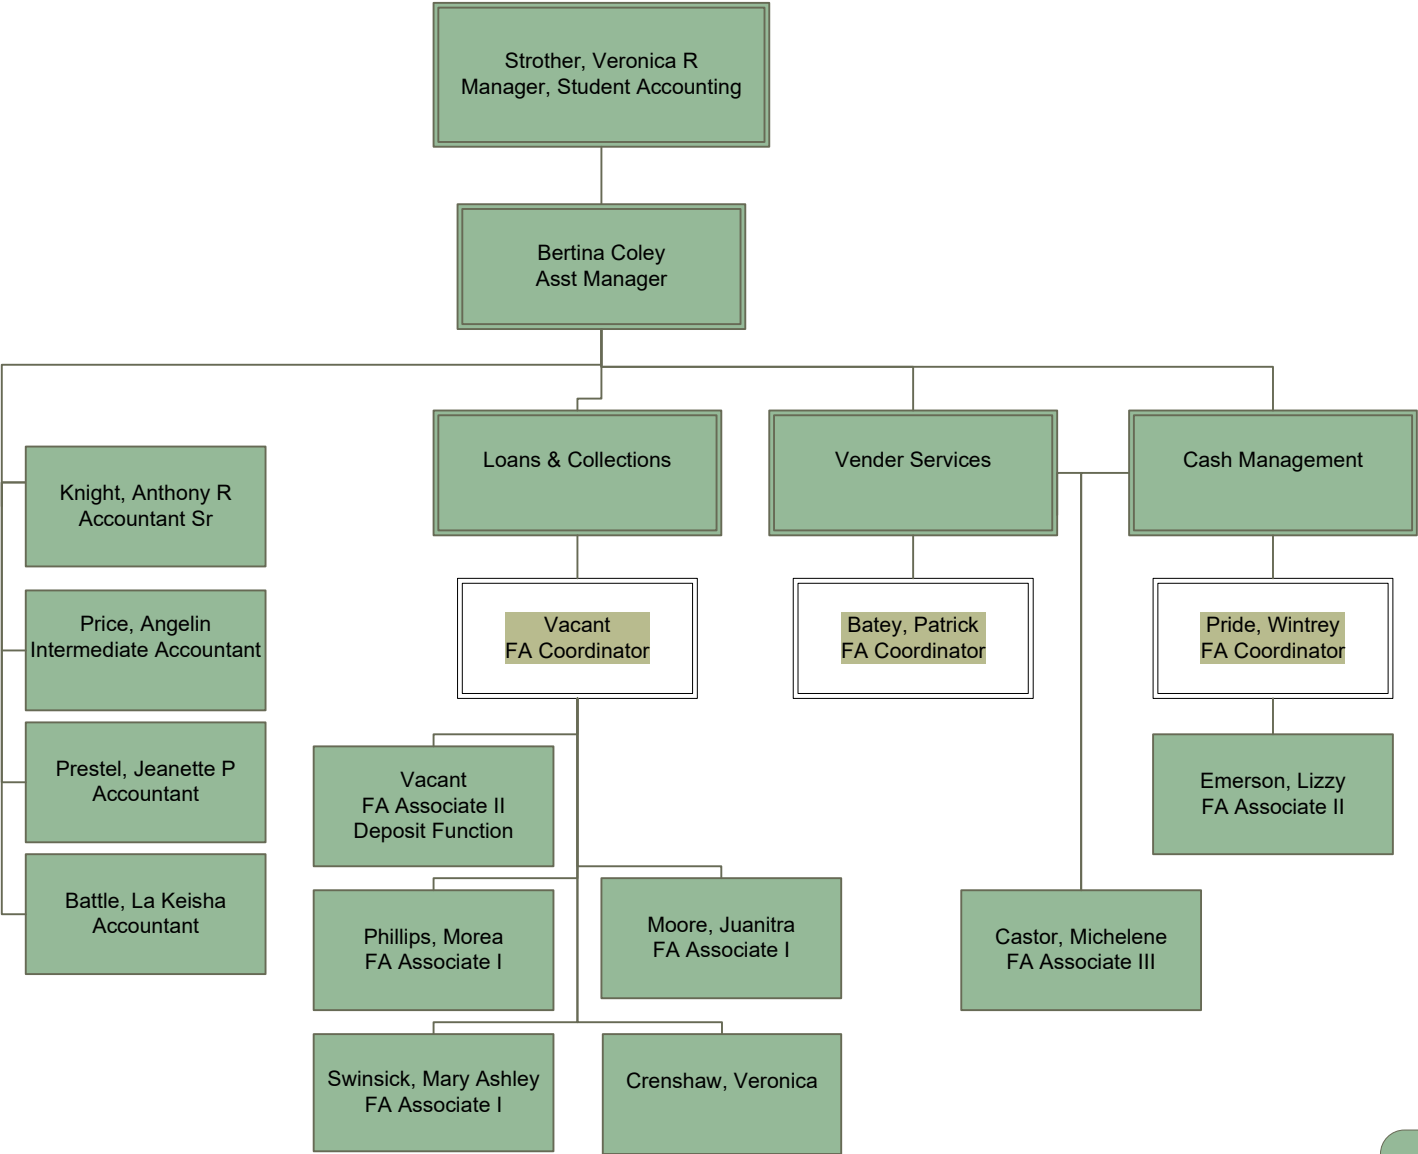 Strother, Veronica R
Manager, Student Accounting
Bertina Coley
Asst Manager
Loans & Collections
Vender Services
Cash Management
Knight, Anthony R
Accountant Sr
Price, Angelin
Intermediate Accountant
Prestel, Jeanette P
Accountant
Battle, La Keisha
Accountant
Vacant
FA Coordinator
Batey, Patrick
FA Coordinator
Pride, Wintrey
FA Coordinator
Vacant
FA Associate II
Deposit Function
Emerson, Lizzy
FA Associate II
Phillips, Morea
FA Associate I
Moore, Juanitra
FA Associate I
Castor, Michelene
FA Associate III
Swinsick, Mary Ashley
FA Associate I
Crenshaw, Veronica